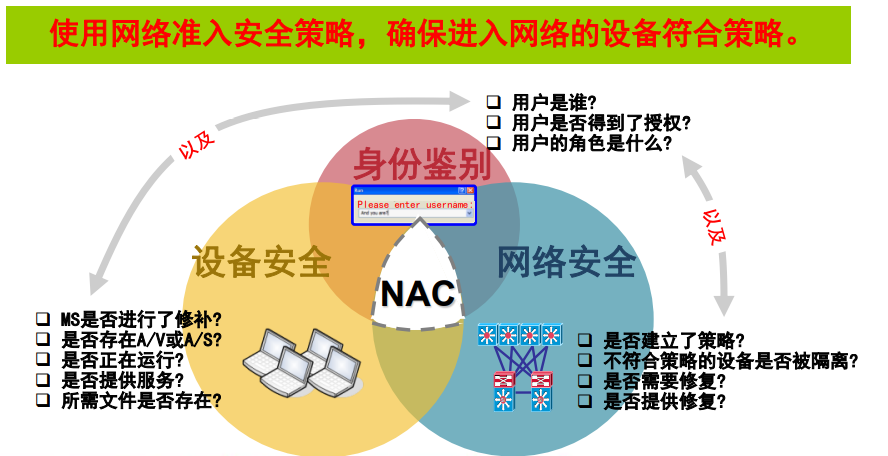 使用网络准入安全策略，确保进入网络的设备符合策略。
以及
用户是谁?
用户是否得到了授权?
用户的角色是什么?
身份鉴别
Run
Please enter username:
And you are?
以及
设备安全
网络安全
NAC
MS是否进行了修补?
是否存在A/V或A/S?
是否正在运行?
是否提供服务?
所需文件是否存在?
是否建立了策略?
不符合策略的设备是否被隔离?
是否需要修复?
是否提供修复?